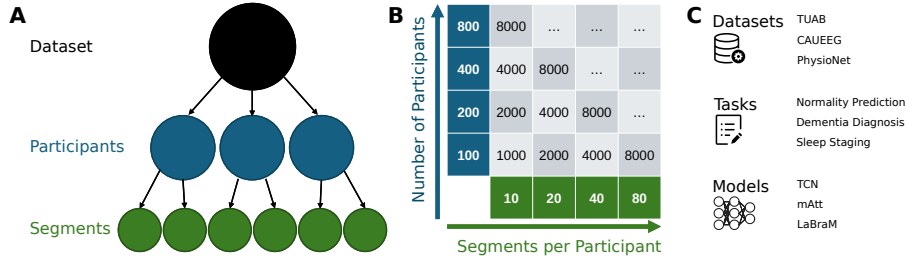 A
Dataset
Participants
Segments
B
Number of Participants
800 8000 ... ... ...
400 4000 8000 ... ...
200 2000 4000 8000 ...
100 1000 2000 4000 8000
10 20 40 80
Segments per Participant
C
Datasets
TUAB
CAUEEG
PhysioNet
Tasks
Normality Prediction
Dementia Diagnosis
Sleep Staging
Models
TCN
mAtt
LaBraM